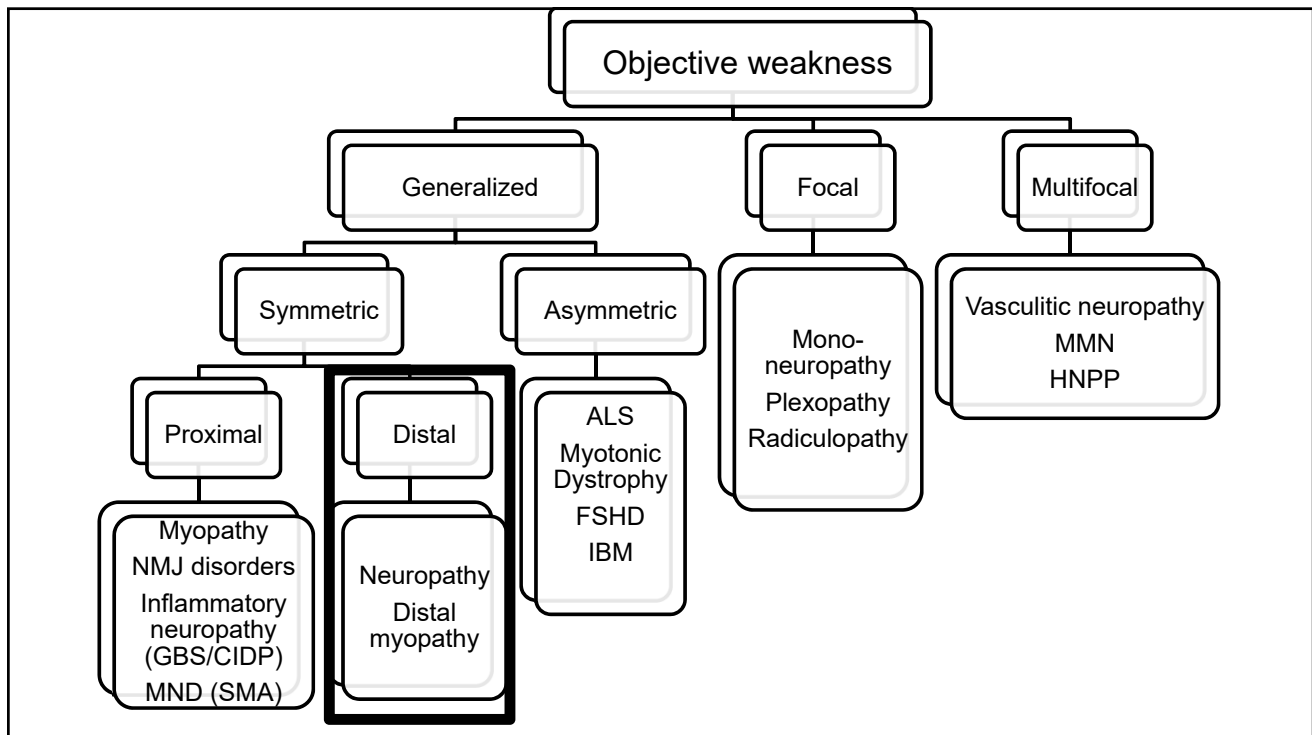 Objective weakness
Generalized
Focal
Multifocal
Symmetric
Asymmetric
Mono-
neuropathy
Plexopathy
Radiculopathy
Vasculitic neuropathy
MMN
HNPP
Proximal
Distal
ALS
Myotonic
Dystrophy
FSHD
IBM
Myopathy
NMJ disorders
Inflammatory
neuropathy
(GBS/CIDP)
MND (SMA)
Neuropathy
Distal
myopathy